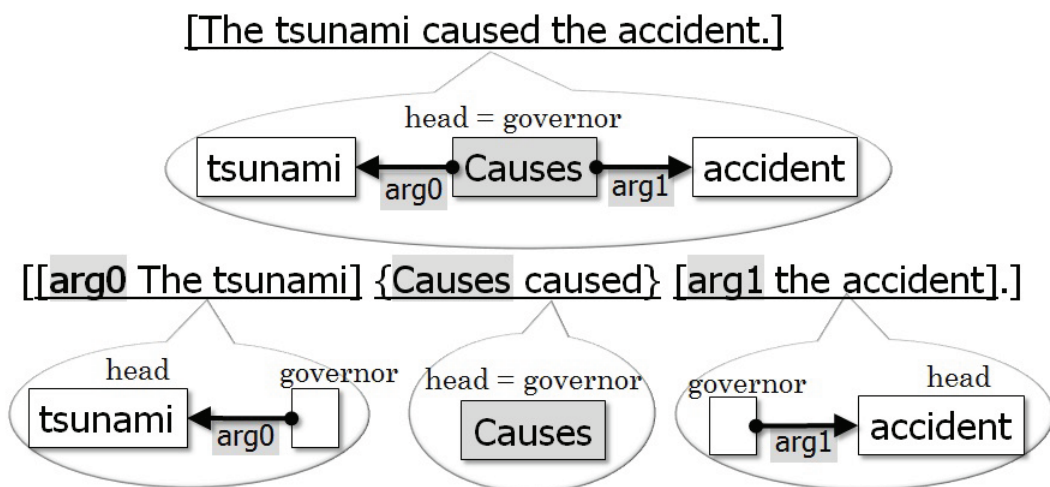 [The tsunami caused the accident.]
head = governor
tsunami Causes accident
arg0 arg1
[[arg0 The tsunami] {Causes caused} [arg1 the accident].]
head governor
tsunami
arg0
head = governor
Causes
governor head
accident
arg1